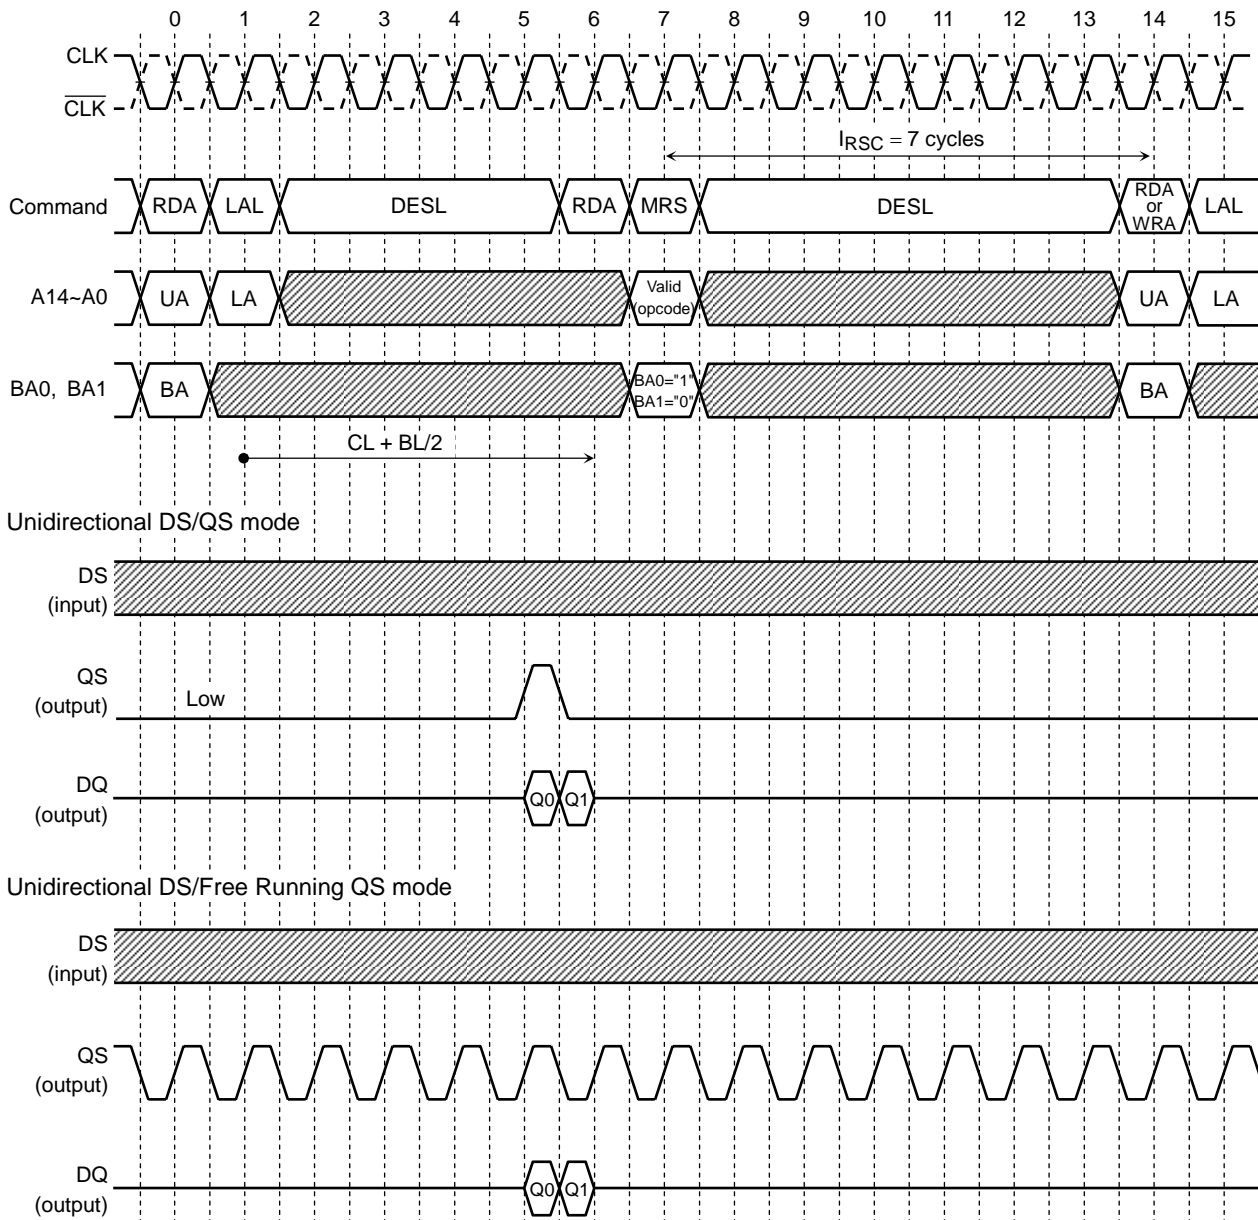 0 1 2 3 4 5 6 7 8 9 10 11 12 13 14 15
CLK
CLK
IRSC = 7 cycles
Command RDA LAL DESL RDA MRS DESL RDA or WRA LAL
A14~A0 UA LA Valid (opcode) UA LA
BA0, BA1 BA BA0="1" BA1="0" BA
CL + BL/2
Unidirectional DS/QS mode
DS
(input)
QS
(output)
Low
DQ
(output)
Q0 Q1
Unidirectional DS/Free Running QS mode
DS
(input)
QS
(output)
DQ
(output)
Q0 Q1